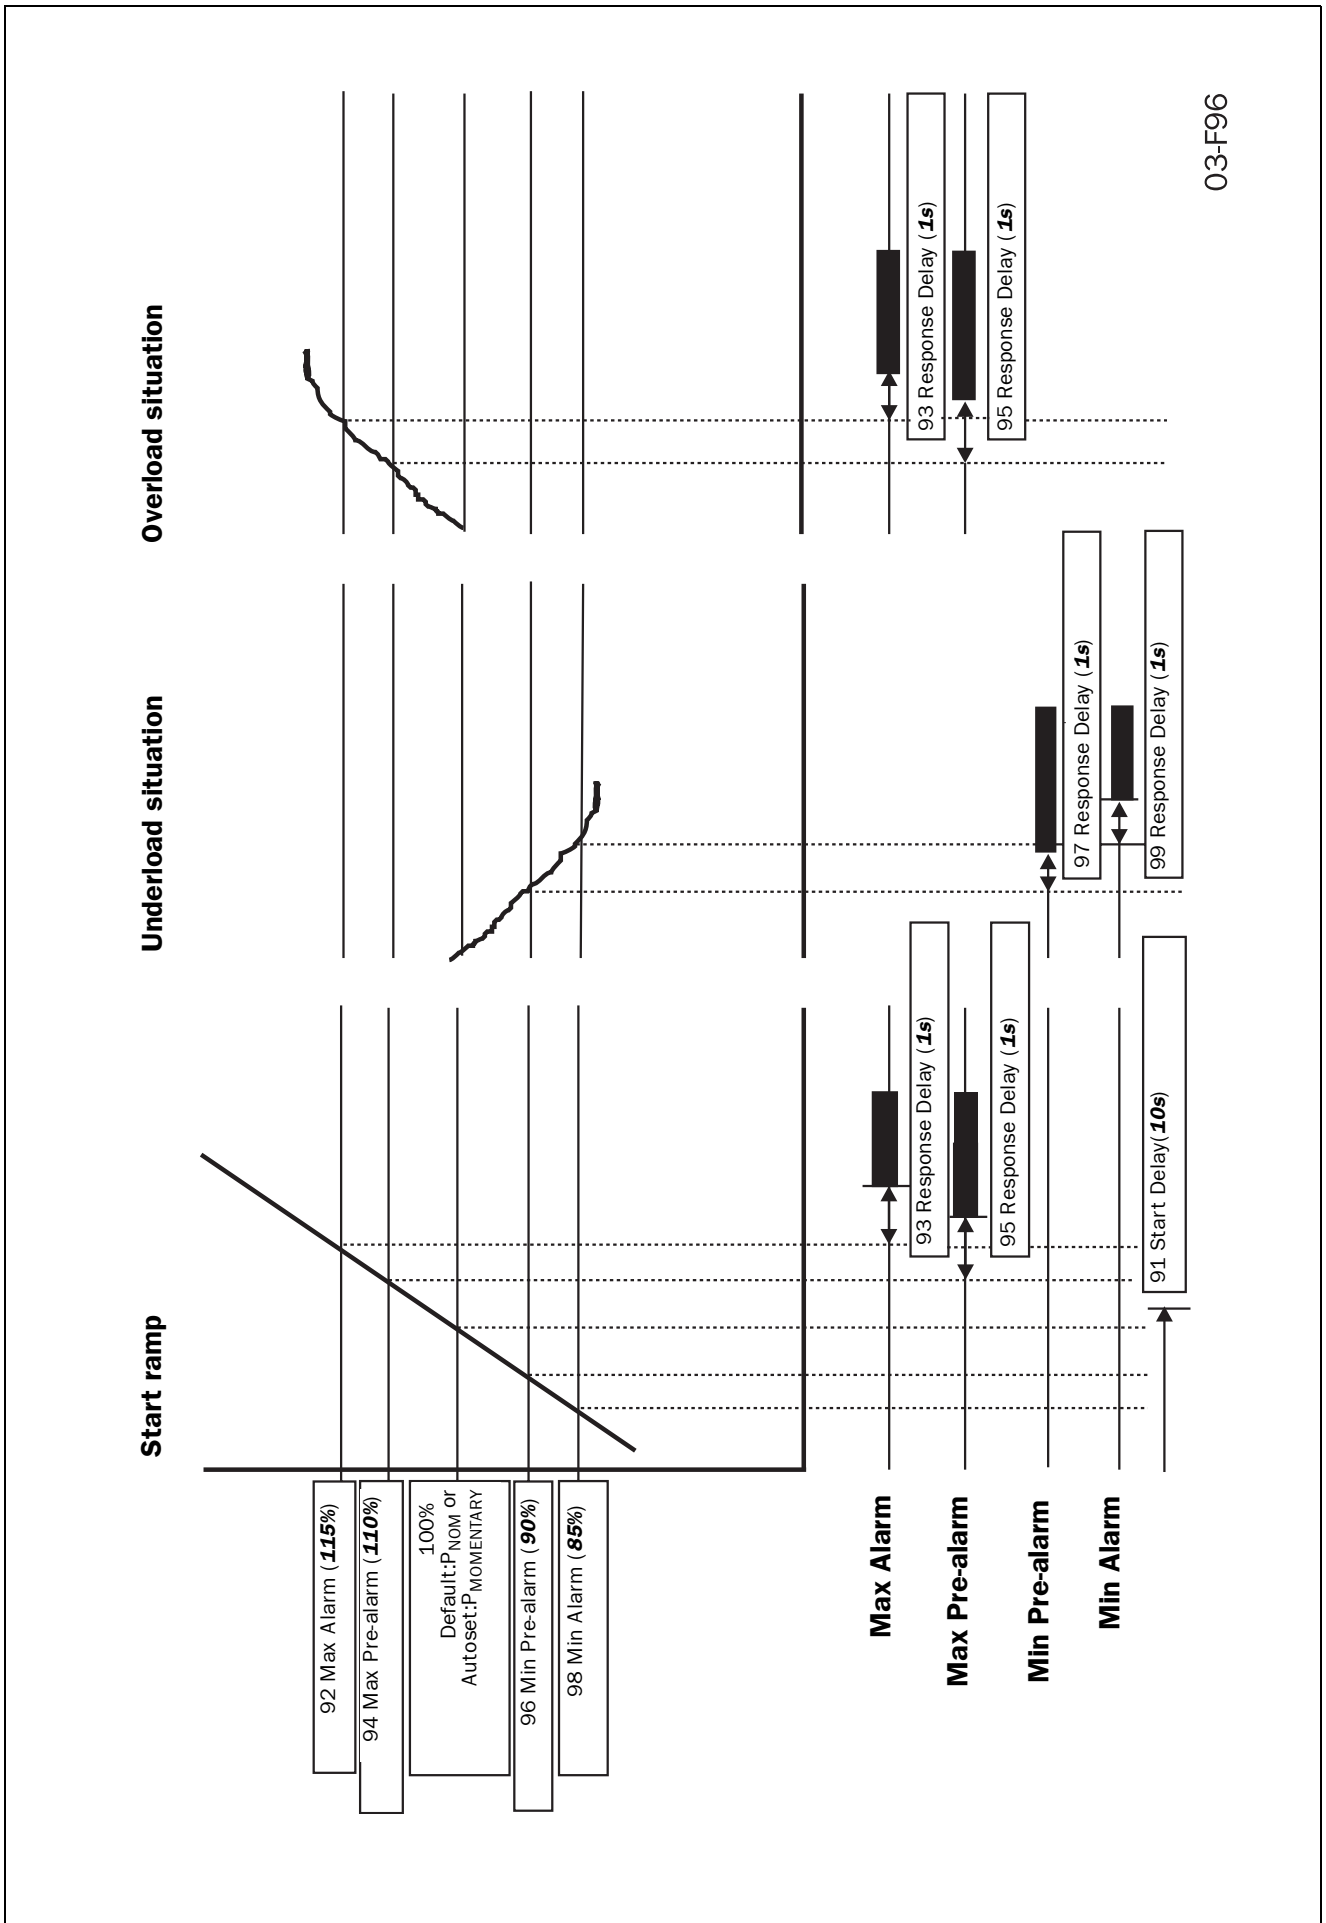 Start ramp
Underload situation
Overload situation
92 Max Alarm (115%)
94 Max Pre-alarm (110%)
100%
Default:PNOM or
Autoset:PMOMENTARY
96 Min Pre-alarm (90%)
98 Min Alarm (85%)
Max Alarm
93 Response Delay (1s)
93 Response Delay (1s)
Max Pre-alarm
95 Response Delay (1s)
95 Response Delay (1s)
Min Pre-alarm
97 Response Delay (1s)
Min Alarm
99 Response Delay (1s)
91 Start Delay(10s)
03-F96